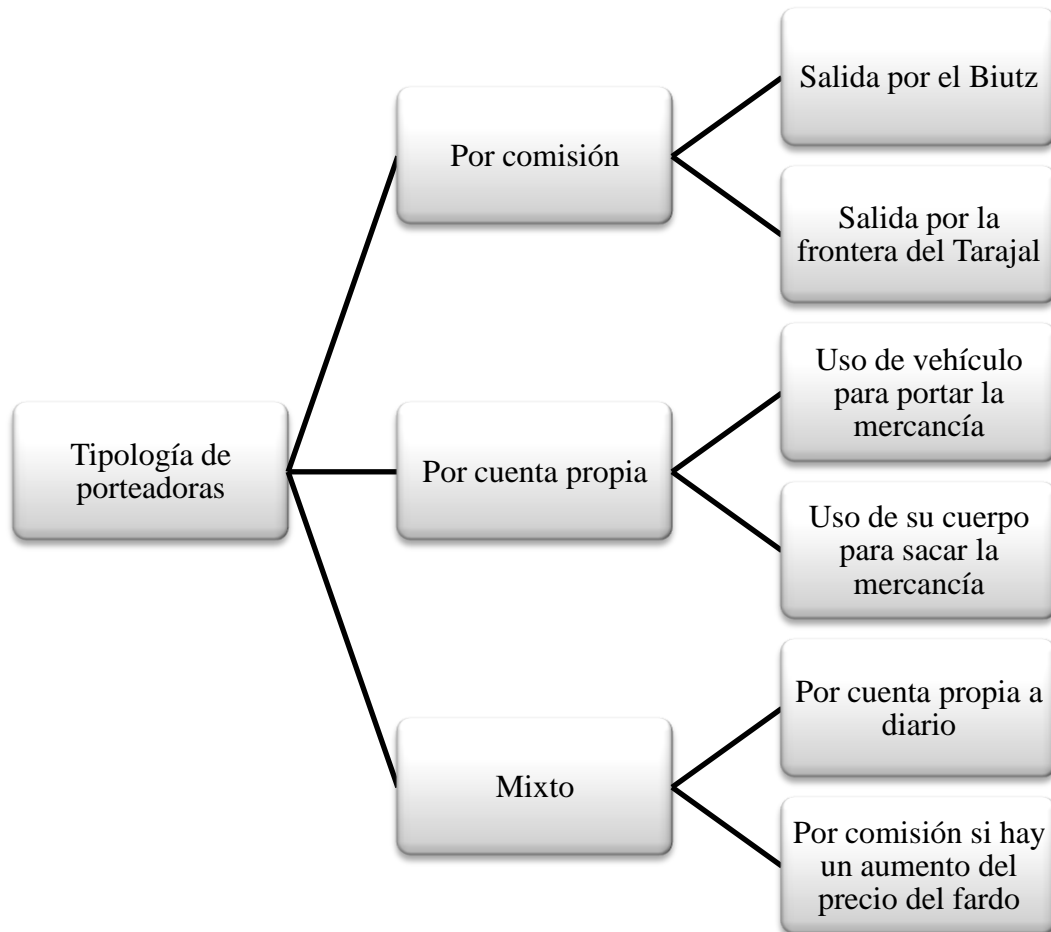 Tipología de
porteadoras
Por comisión
Salida por el Biutz
Salida por la
frontera del Tarajal
Por cuenta propia
Uso de vehículo
para portar la
mercancía
Uso de su cuerpo
para sacar la
mercancía
Mixto
Por cuenta propia a
diario
Por comisión si hay
un aumento del
precio del fardo